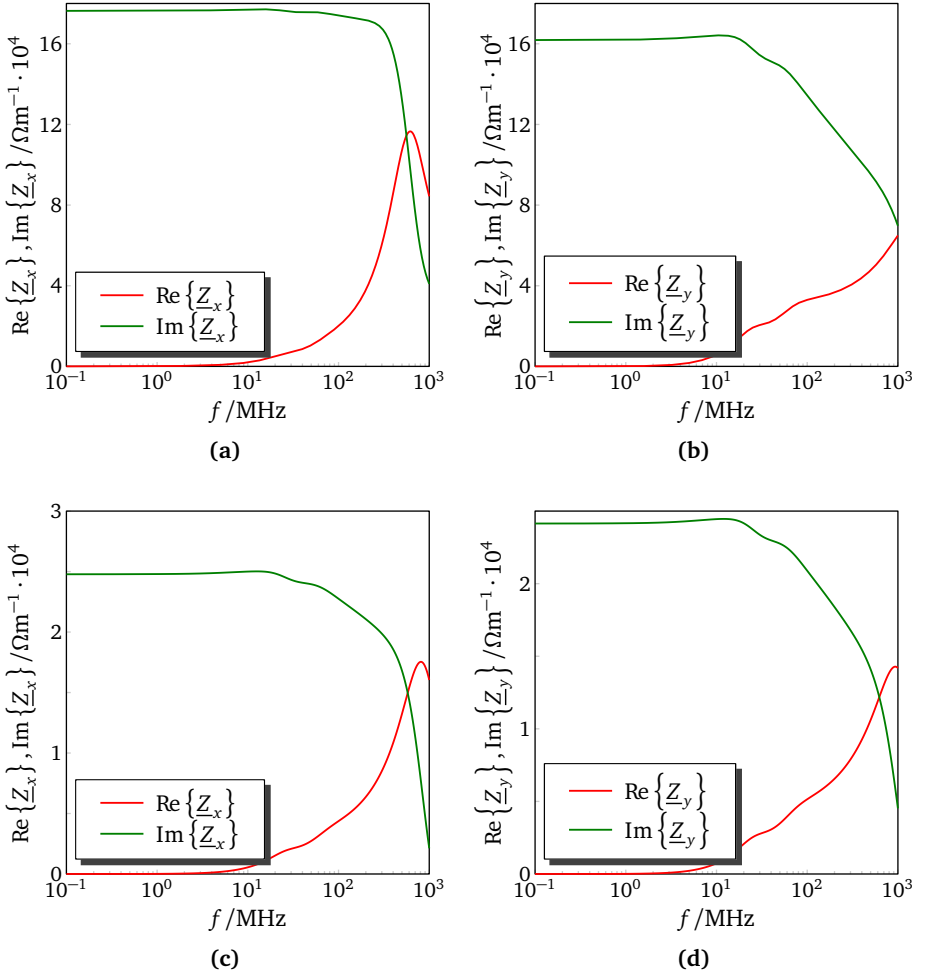 16
12
8
4
0
Re{Z_x}, Im{Z_x}/Ωm⁻¹·10⁴
Re{Z_x}
Im{Z_x}
10⁻¹ 10⁰ 10¹ 10² 10³
f/MHz
(a)
16
12
8
4
0
Re{Z_y}, Im{Z_y}/Ωm⁻¹·10⁴
Re{Z_y}
Im{Z_y}
10⁻¹ 10⁰ 10¹ 10² 10³
f/MHz
(b)
3
2
1
0
Re{Z_x}, Im{Z_x}/Ωm⁻¹·10⁴
Re{Z_x}
Im{Z_x}
10⁻¹ 10⁰ 10¹ 10² 10³
f/MHz
(c)
2
1
0
Re{Z_y}, Im{Z_y}/Ωm⁻¹·10⁴
Re{Z_y}
Im{Z_y}
10⁻¹ 10⁰ 10¹ 10² 10³
f/MHz
(d)